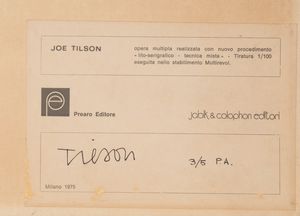 JOE TILSON
opera multipla realizzata con nuovo procedimento
« lito-serigrafico - tecnica mista » - Tiratura 1/100
eseguita nello stabilimento Multirevol.
Prearo Editore
jabik & colophon editori
Tilson
3/5 P.A.
Milano 1975